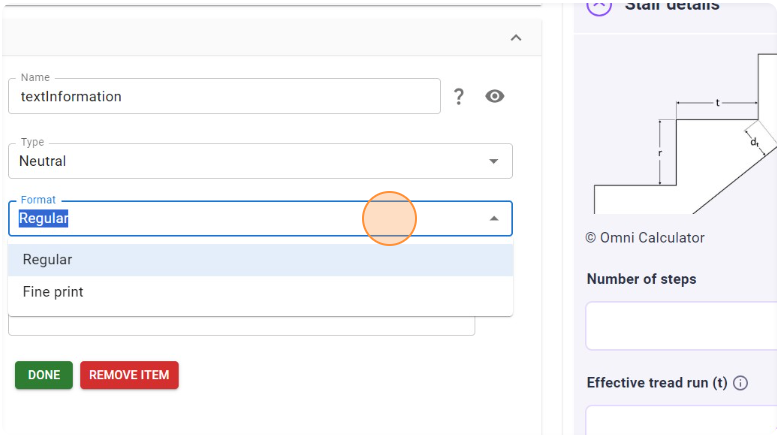 Name
textInformation
?
Type
Neutral
Format
Regular
Regular
Fine print
DONE
REMOVE ITEM
Stair details
t
r
d₁
© Omni Calculator
Number of steps
Effective tread run (t)